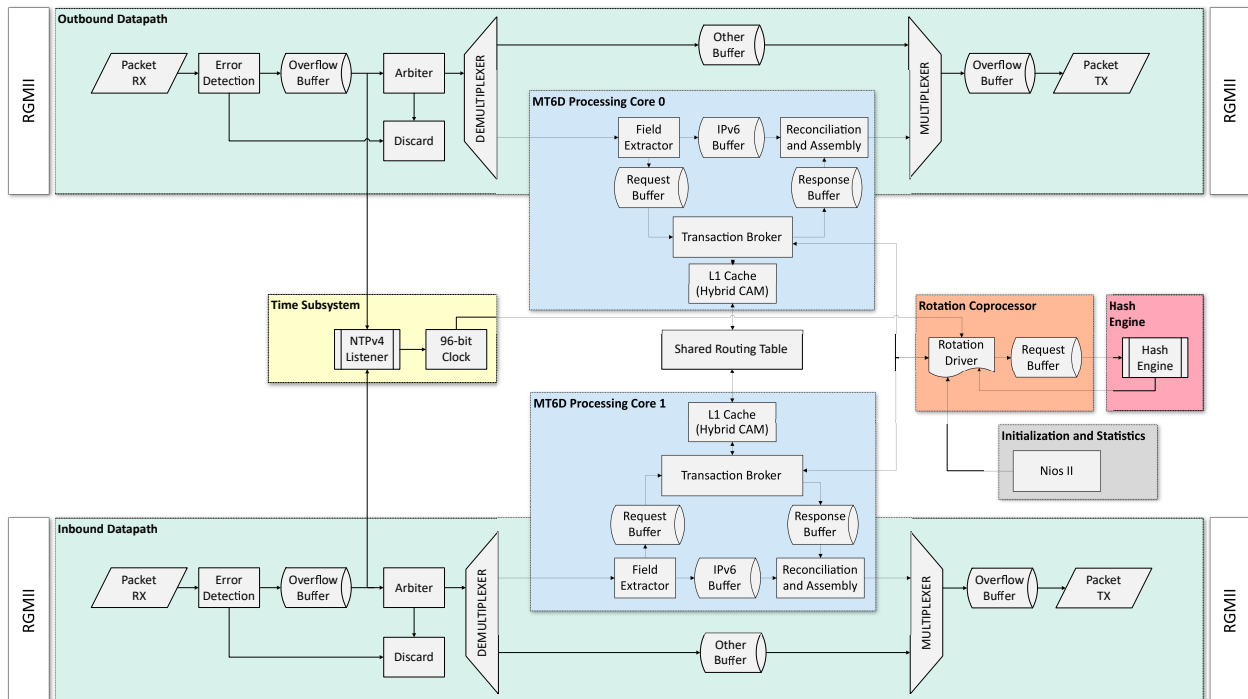 Outbound Datapath
RGMII
Packet
RX
Error
Detection
Overflow
Buffer
Arbiter
Discard
DEMULTIPLEXER
Other
Buffer
MULTIPLEXER
Overflow
Buffer
Packet
TX
RGMII
MT6D Processing Core 0
Field
Extractor
IPv6
Buffer
Reconciliation
and Assembly
Request
Buffer
Response
Buffer
Transaction Broker
L1 Cache
(Hybrid CAM)
Time Subsystem
NTPv4
Listener
96-bit
Clock
Shared Routing Table
Rotation Coprocessor
Rotation
Driver
Request
Buffer
Hash
Engine
Hash
Engine
Initialization and Statistics
Nios II
MT6D Processing Core 1
L1 Cache
(Hybrid CAM)
Transaction Broker
Request
Buffer
Response
Buffer
Field
Extractor
IPv6
Buffer
Reconciliation
and Assembly
Inbound Datapath
RGMII
Packet
RX
Error
Detection
Overflow
Buffer
Arbiter
Discard
DEMULTIPLEXER
Other
Buffer
MULTIPLEXER
Overflow
Buffer
Packet
TX
RGMII